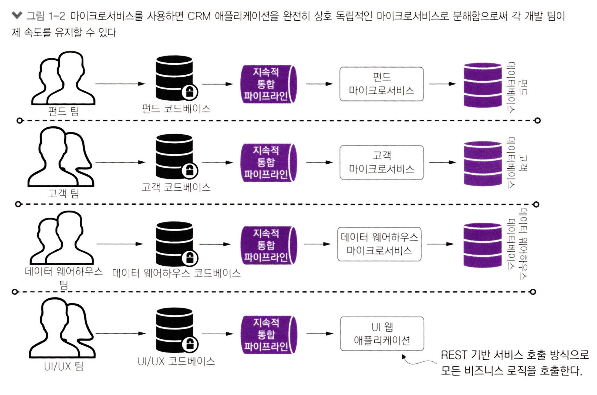 그림 1-2 마이크로서비스를 사용하면 CRM 애플리케이션을 완전히 상호 독립적인 마이크로서비스로 분해함으로써 각 개발 팀이
제 속도를 유지할 수 있다
펀드 팀
펀드 코드베이스
지속적
통합
파이프라인
펀드
마이크로서비스
펀드
데이터베이스
고객 팀
고객 코드베이스
지속적
통합
파이프라인
고객
마이크로서비스
고객
데이터베이스
데이터 웨어하우스
팀
데이터 웨어하우스 코드베이스
지속적
통합
파이프라인
데이터 웨어하우스
마이크로서비스
데이터 웨어하우스
데이터베이스
UI/UX 팀
UI/UX 코드베이스
지속적
통합
파이프라인
UI 웹
애플리케이션
REST 기반 서비스 호출 방식으로
모든 비즈니스 로직을 호출한다.